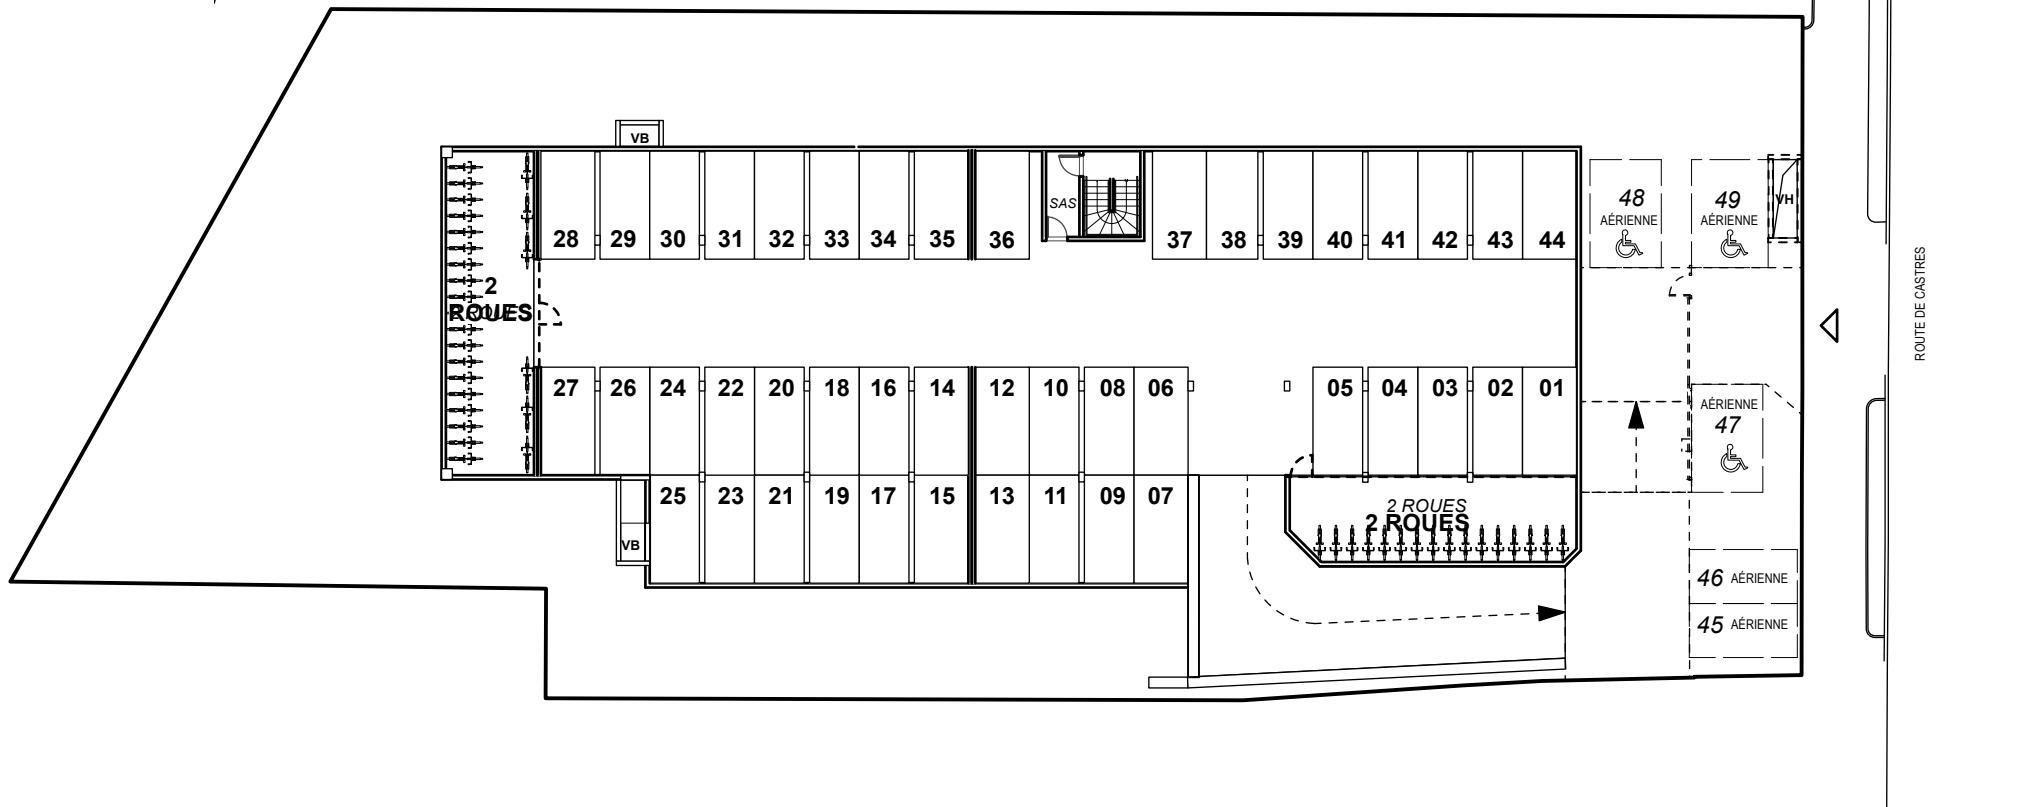 VB
28 29 30 31 32 33 34 35 36 SAS 37 38 39 40 41 42 43 44
48
AÉRIENNE
49
AÉRIENNE
VH
ROUTE DE CASTRES
2
ROUES
27 26 24 22 20 18 16 14 12 10 08 06 05 04 03 02 01
AÉRIENNE
47
25 23 21 19 17 15 13 11 09 07
2 ROUES
2 ROUES
VB
46 AÉRIENNE
45 AÉRIENNE